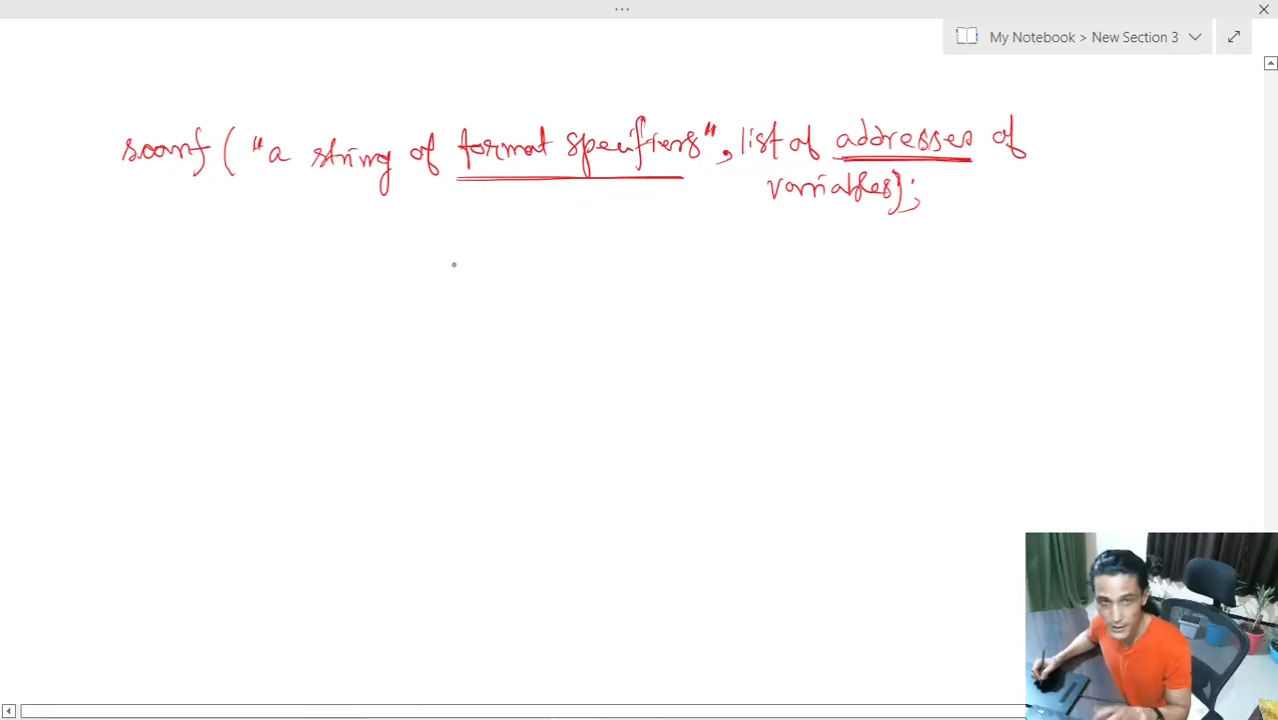 ...
My Notebook > New Section 3
scanf ( "a string of format specifiers", list of addresses of
variables);